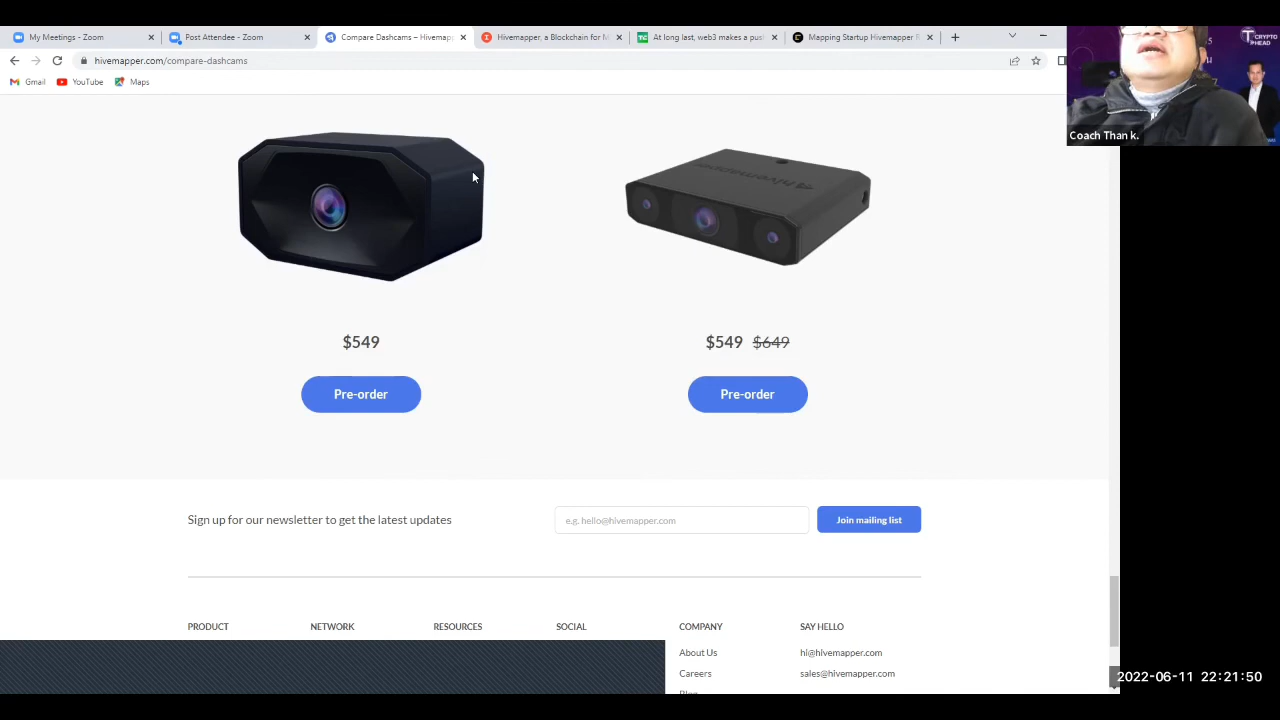 My Meetings - Zoom
Post Attendee - Zoom
Compare Dashcams – Hivemapp
Hivemapper, a Blockchain for M
At long last, web3 makes a pus
Mapping Startup Hivemapper R
hivemapper.com/compare-dashcams
Gmail
YouTube
Maps
CRYPTO
Coach Than k.
hivemapper
$549
$549 $649
Pre-order
Pre-order
Sign up for our newsletter to get the latest updates
e.g. hello@hivemapper.com
Join mailing list
PRODUCT
NETWORK
RESOURCES
SOCIAL
COMPANY
SAY HELLO
About Us
hi@hivemapper.com
Careers
sales@hivemapper.com
Blog
2022-06-11 22:21:50